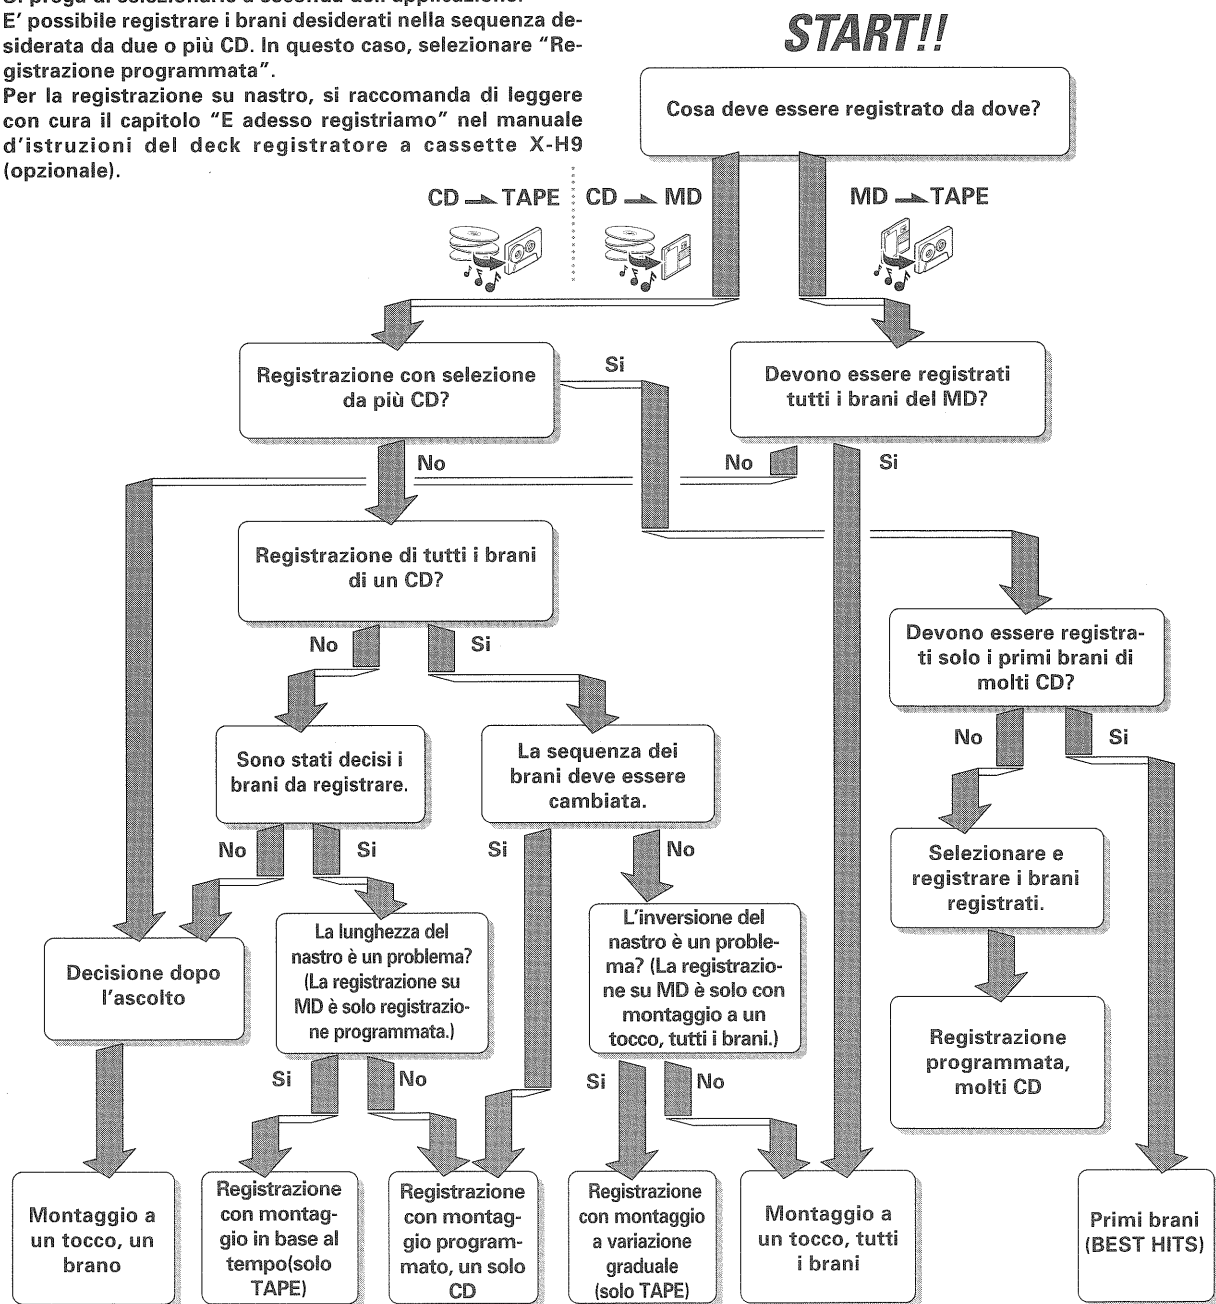 E' possibile registrare i brani desiderati nella sequenza de-
siderata da due o più CD. In questo caso, selezionare “Re-
gistrazione programmata”.
Per la registrazione su nastro, si raccomanda di leggere
con cura il capitolo “E adesso registriamo” nel manuale
d'istruzioni del deck registratore a cassette X-H9
(opzionale).
START!!
Cosa deve essere registrato da dove?
CD → TAPE
CD → MD
MD → TAPE
Registrazione con selezione
da più CD?
Si
Devono essere registrati
tutti i brani del MD?
No
No
Si
Registrazione di tutti i brani
di un CD?
No
Si
Devono essere registra-
ti solo i primi brani di
molti CD?
No
Si
Sono stati decisi i
brani da registrare.
La sequenza dei
brani deve essere
cambiata.
No
Si
Si
No
Selezionare e
registrare i brani
registrati.
Decisione dopo
l'ascolto
La lunghezza del
nastro è un problema?
(La registrazione su
MD è solo registrazio-
ne programmata.)
L'inversione del
nastro è un proble-
ma? (La registrazio-
ne su MD è solo con
montaggio a un
tocco, tutti i brani.)
Registrazione
programmata,
molti CD
Si
No
Si
No
Montaggio a
un tocco, un
brano
Registrazione
con montag-
gio in base al
tempo(solo
TAPE)
Registrazione
con montag-
gio program-
mato, un solo
CD
Registrazione
con montaggio
a variazione
graduale
(solo TAPE)
Montaggio a
un tocco, tutti
i brani
Primi brani
(BEST HITS)